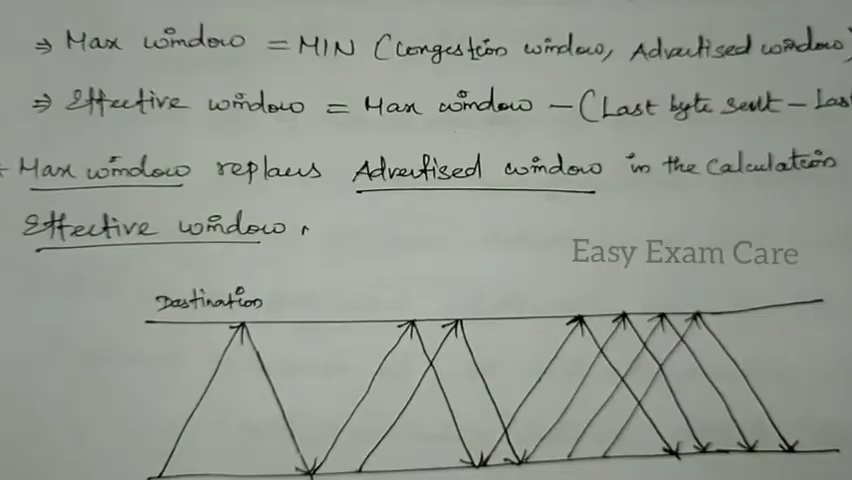 ⇒ Max window = MIN (Congestion window, Advertised window)
⇒ Effective window = Max window - (Last byte sent - Last
Max window replaces Advertised window in the calculation
Effective window.
Easy Exam Care
Destination